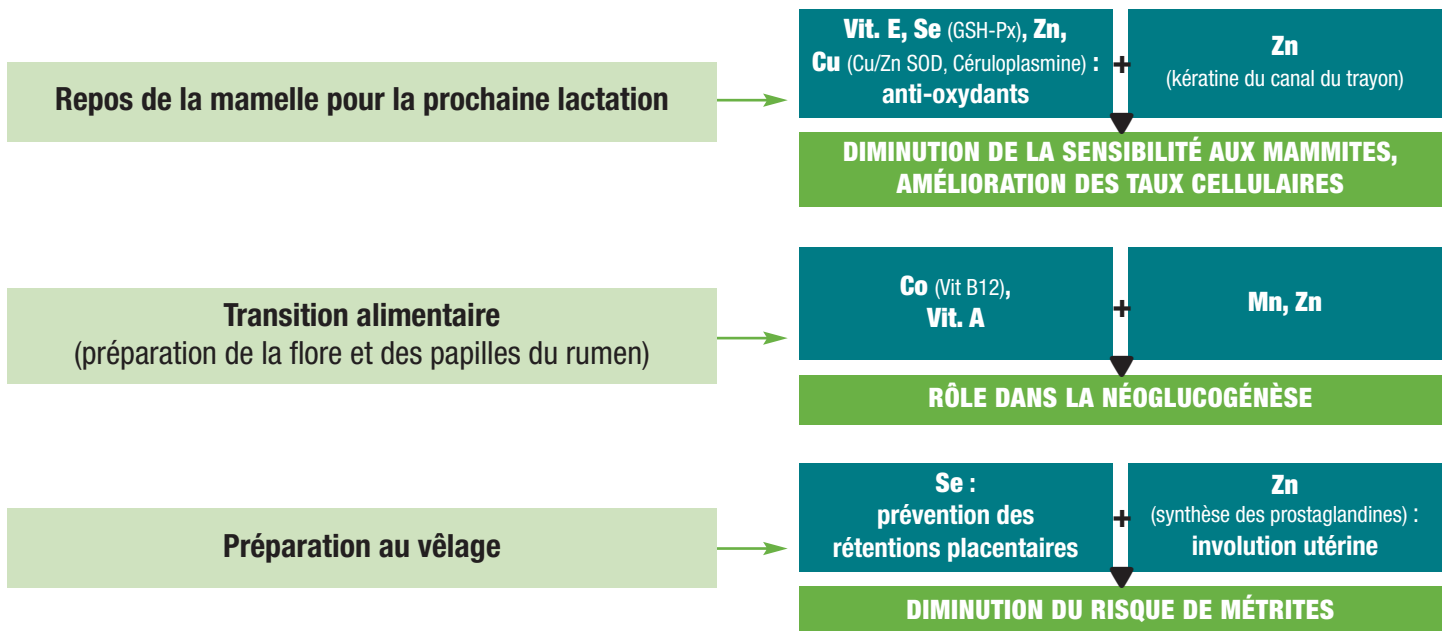 Repos de la mamelle pour la prochaine lactation
Vit. E, Se (GSH-Px), Zn,
Cu (Cu/Zn SOD, Céruloplasmine) :
anti-oxydants
+
Zn
(kératine du canal du trayon)
DIMINUTION DE LA SENSIBILITÉ AUX MAMMITES,
AMÉLIORATION DES TAUX CELLULAIRES
Transition alimentaire
(préparation de la flore et des papilles du rumen)
Co (Vit B12),
Vit. A
+
Mn, Zn
RÔLE DANS LA NÉOGLUCOGÉNÈSE
Préparation au vêlage
Se :
prévention des
rétentions placentaires
+
Zn
(synthèse des prostaglandines) :
involution utérine
DIMINUTION DU RISQUE DE MÉTRITES